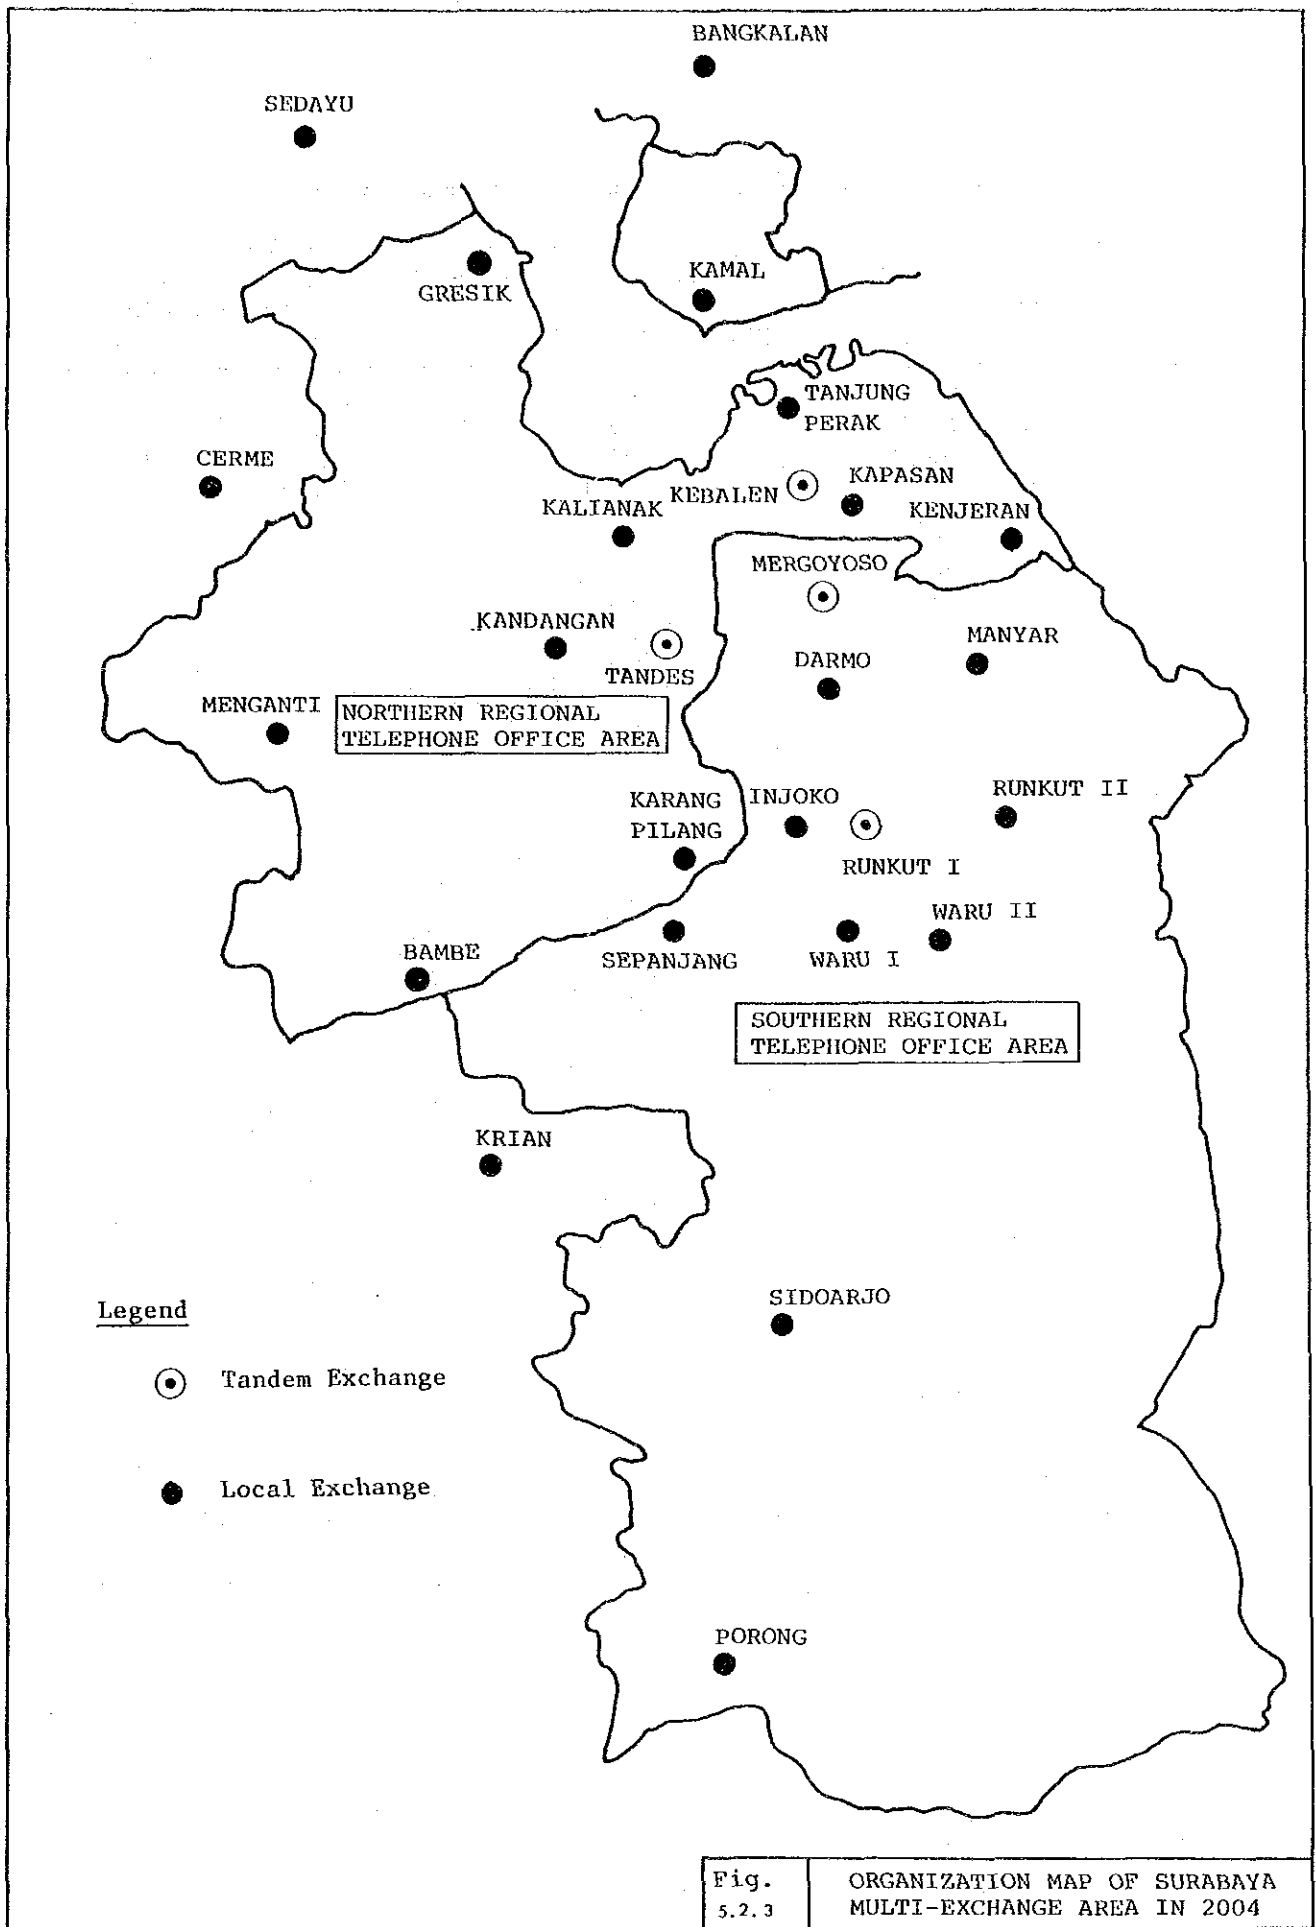 BANGKALAN
SEDAYU
GRESIK
KAMAL
TANJUNG
PERAK
CERME
KEBALEN
KAPASAN
KALIANAK
KENJERAN
MERGOYOSO
KANDANGAN
MANYAR
TANDES
DARMO
MENGANTI
NORTHERN REGIONAL
TELEPHONE OFFICE AREA
KARANG
PILANG
INJOKO
RUNKUT II
RUNKUT I
WARU II
BAMBE
SEPANJANG
WARU I
SOUTHERN REGIONAL
TELEPHONE OFFICE AREA
KRIAN
SIDOARJO
Legend
Tandem Exchange
Local Exchange
PORONG
Fig.
5.2.3
ORGANIZATION MAP OF SURABAYA
MULTI-EXCHANGE AREA IN 2004